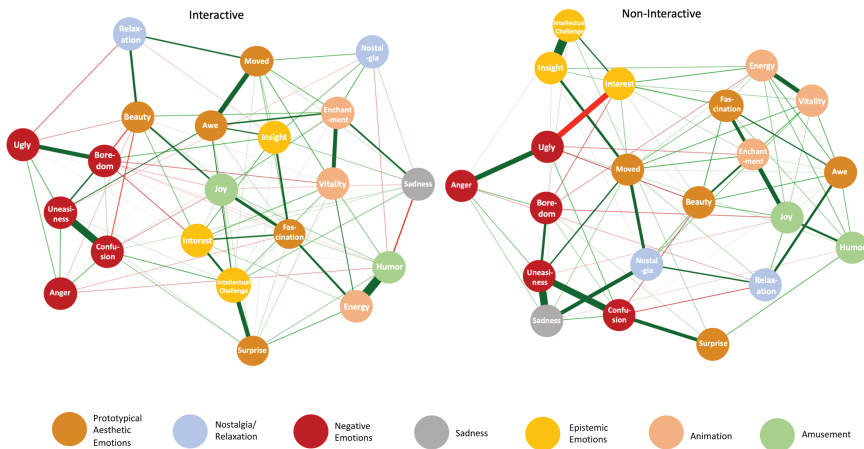 Interactive
Non-Interactive
Relax-
ation
Moved
Nostal
-gia
Beauty
Awe
Enchant
-ment
Insight
Ugly
Bore-
dom
Joy
Vitality
Sadness
Uneasi-
ness
Confu-
sion
Interest
Fas-
cination
Humor
Anger
Intellectual
Challenge
Energy
Surprise
Intellectual
Challenge
Insight
Interest
Energy
Vitality
Fas-
cination
Ugly
Enchant
-ment
Anger
Moved
Awe
Bore-
dom
Beauty
Joy
Humor
Uneasi-
ness
Nostal
-gia
Relax-
ation
Sadness
Confu-
sion
Surprise
Prototypical
Aesthetic
Emotions
Nostalgia/
Relaxation
Negative
Emotions
Sadness
Epistemic
Emotions
Animation
Amusement